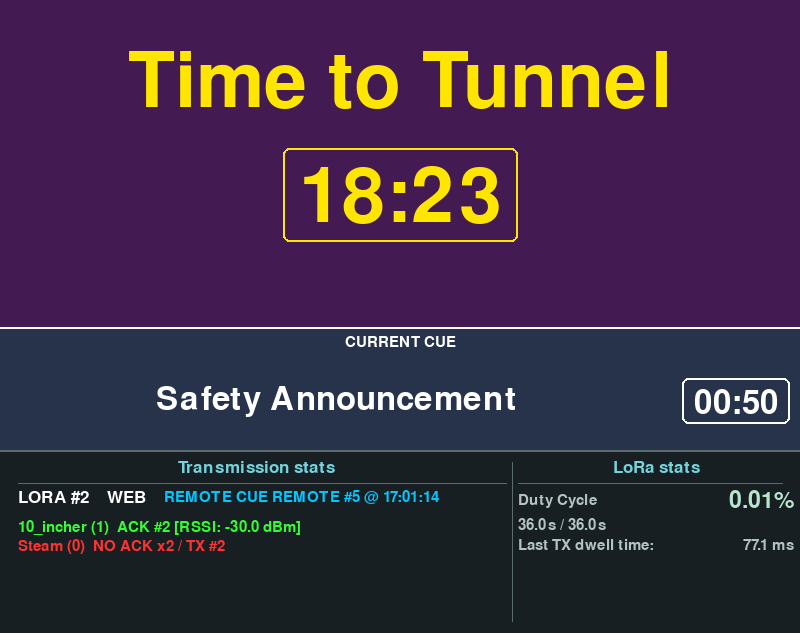 Time to Tunnel
18:23
CURRENT CUE
Safety Announcement
00:50
Transmission stats
LORA #2 WEB REMOTE CUE REMOTE #5 @ 17:01:14
10_incher (1) ACK #2 [RSSI: -30.0 dBm]
Steam (0) NO ACK x2 / TX #2
LoRa stats
Duty Cycle 0.01%
36.0s / 36.0s
Last TX dwell time: 77.1 ms